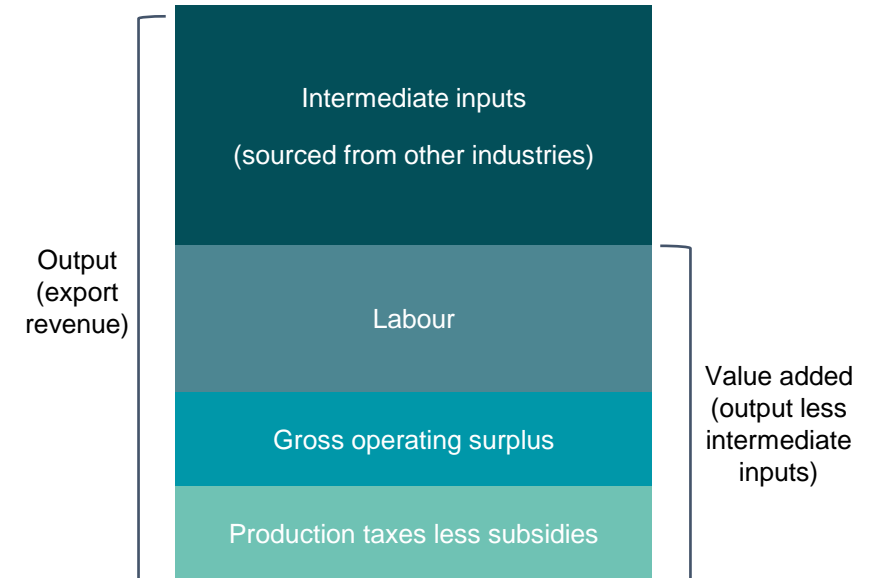 Intermediate inputs
(sourced from other industries)
Output
(export
revenue)
Labour
Value added
(output less
intermediate
inputs)
Gross operating surplus
Production taxes less subsidies